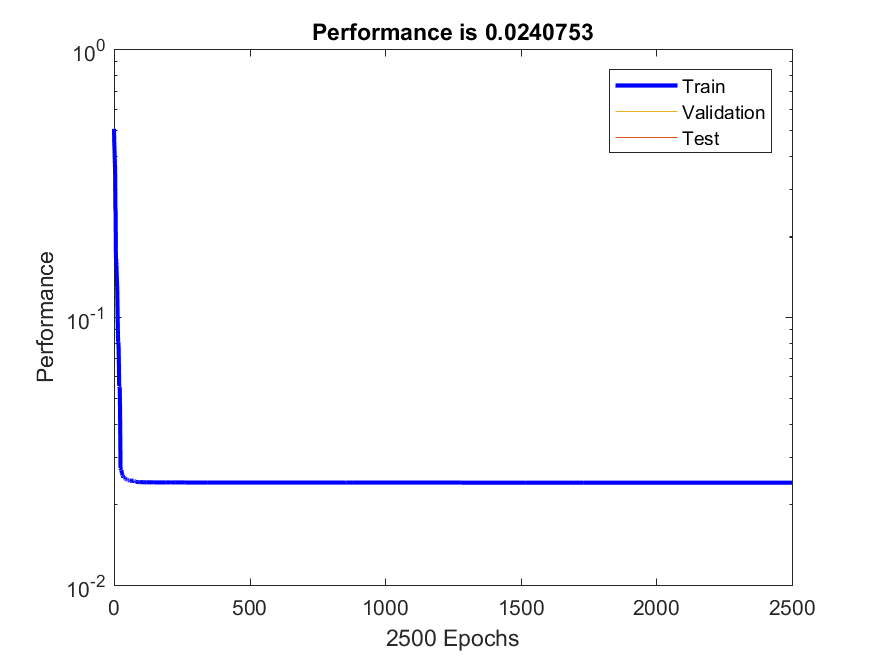 Performance is 0.0240753
10^0
Train
Validation
Test
Performance
10^-1
10^-2
0 500 1000 1500 2000 2500
2500 Epochs